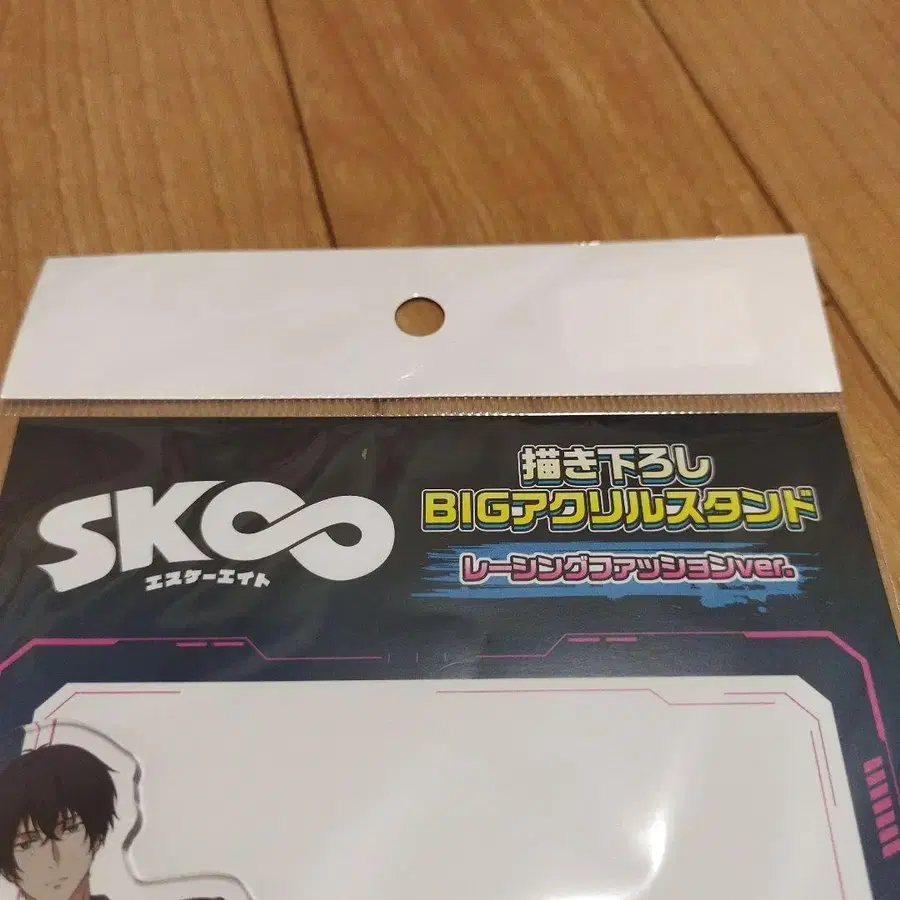 SK∞
エスケーエイト
描き下ろし
BIGアクリルスタンド
レーシングファッションver.